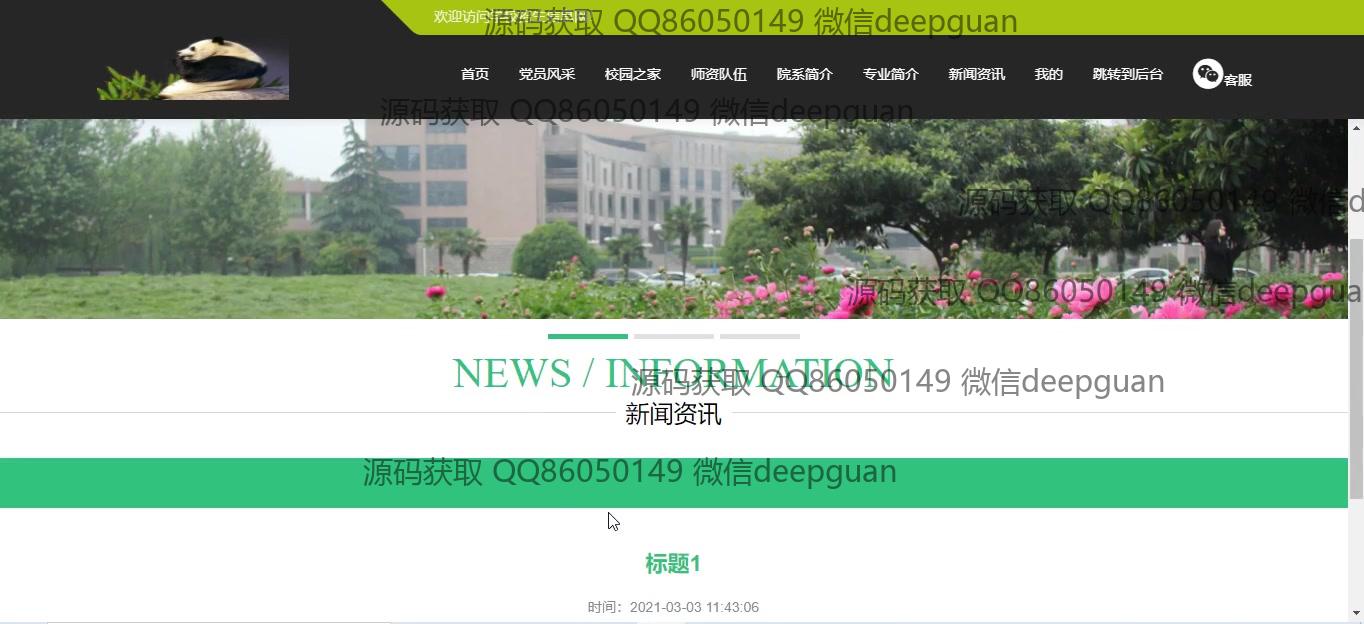 欢迎访问
源码获取 QQ86050149 微信deepguan
首页 党员风采 校园之家 师资队伍 院系简介 专业简介 新闻资讯 我的 跳转到后台 客服
源码获取 QQ86050149 微信deepguan
源码获取 QQ86050149 微信d
源码获取 QQ86050149 微信deepgua
NEWS / INFORMATION
源码获取 QQ86050149 微信deepguan
新闻资讯
源码获取 QQ86050149 微信deepguan
标题1
时间：2021-03-03 11:43:06